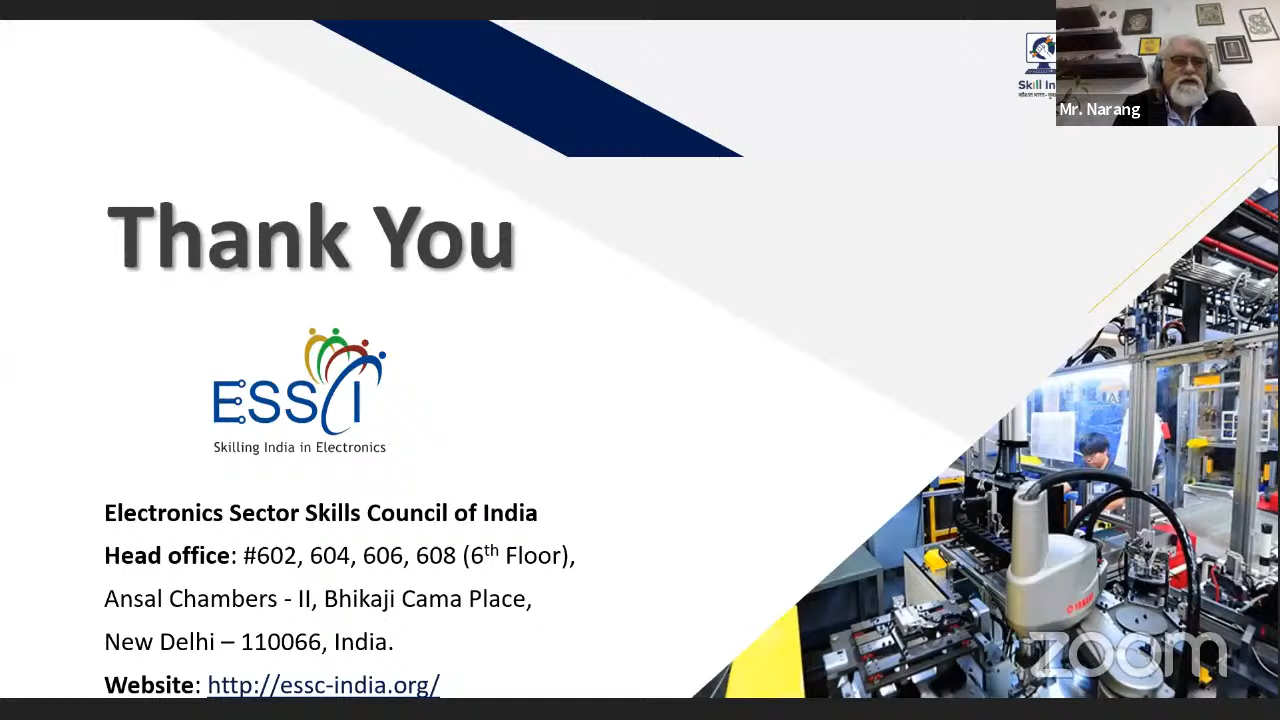 Skill In
Mr. Narang
Thank You
ESSCI
Skilling India in Electronics
Electronics Sector Skills Council of India
Head office: #602, 604, 606, 608 (6th Floor),
Ansal Chambers - II, Bhikaji Cama Place,
New Delhi – 110066, India.
Website: http://essc-india.org/
YAMAHA
zoom